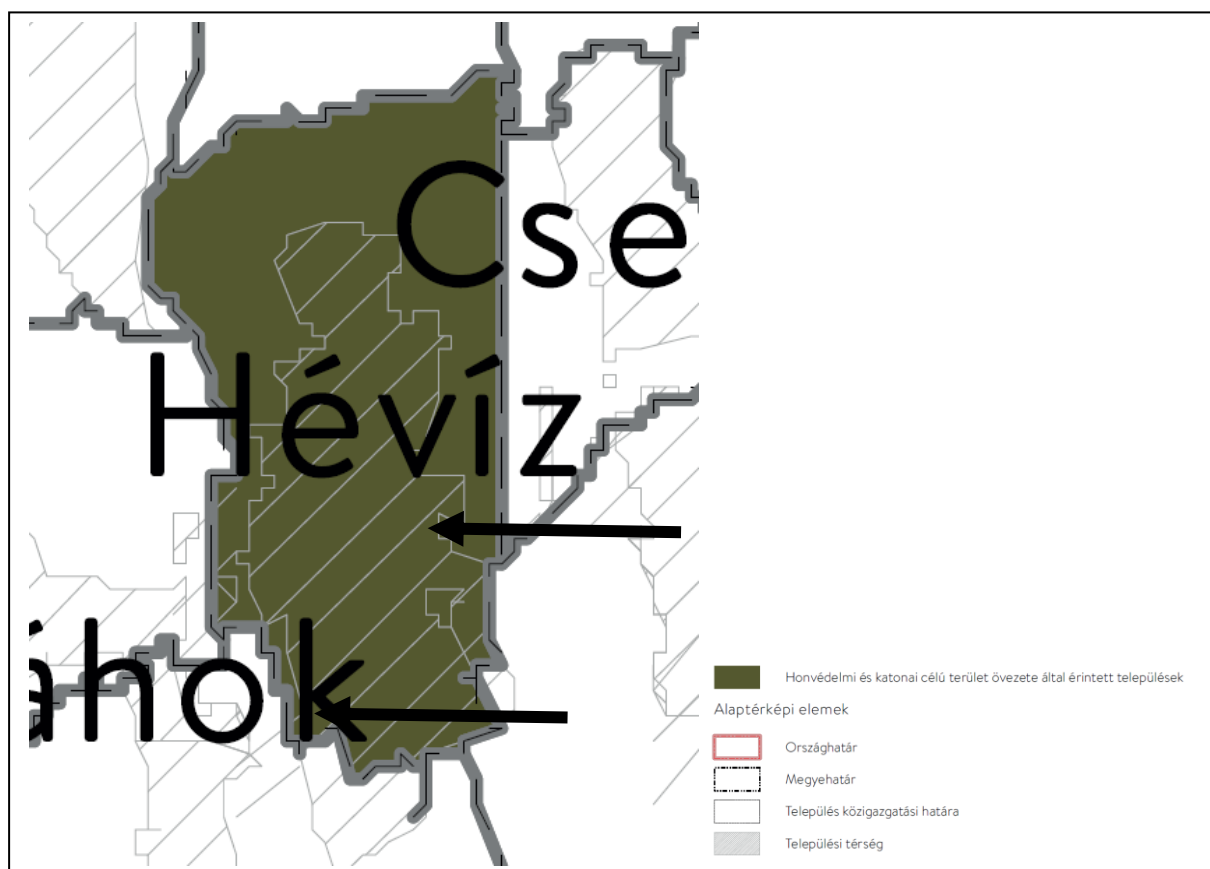 Cse
Hévíz
áhok
Honvédelmi és katonai célú terület övezete által érintett települések
Alaptérképi elemek
Országhatár
Megyehatár
Település közigazgatási határa
Települési térség